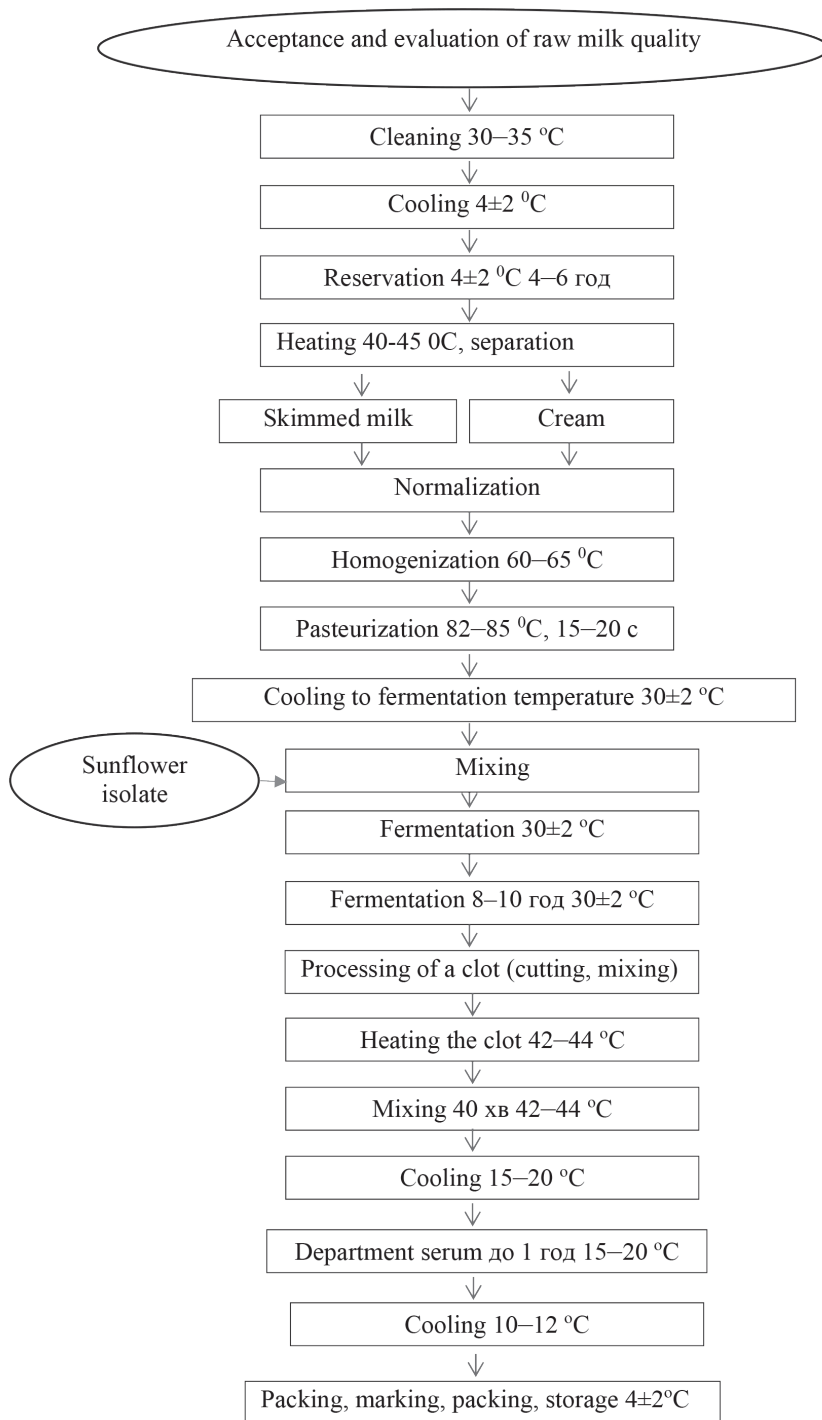 Acceptance and evaluation of raw milk quality
Cleaning 30–35 ºC
Cooling 4±2 ⁰C
Reservation 4±2 ⁰C 4–6 год
Heating 40-45 0C, separation
Skimmed milk
Cream
Normalization
Homogenization 60–65 ⁰C
Pasteurization 82–85 ⁰C, 15–20 с
Cooling to fermentation temperature 30±2 ºC
Sunflower
isolate
Mixing
Fermentation 30±2 ºC
Fermentation 8–10 год 30±2 ºC
Processing of a clot (cutting, mixing)
Heating the clot 42–44 ºC
Mixing 40 хв 42–44 ºC
Cooling 15–20 ºC
Department serum до 1 год 15–20 ºC
Cooling 10–12 ºC
Packing, marking, packing, storage 4±2ºC